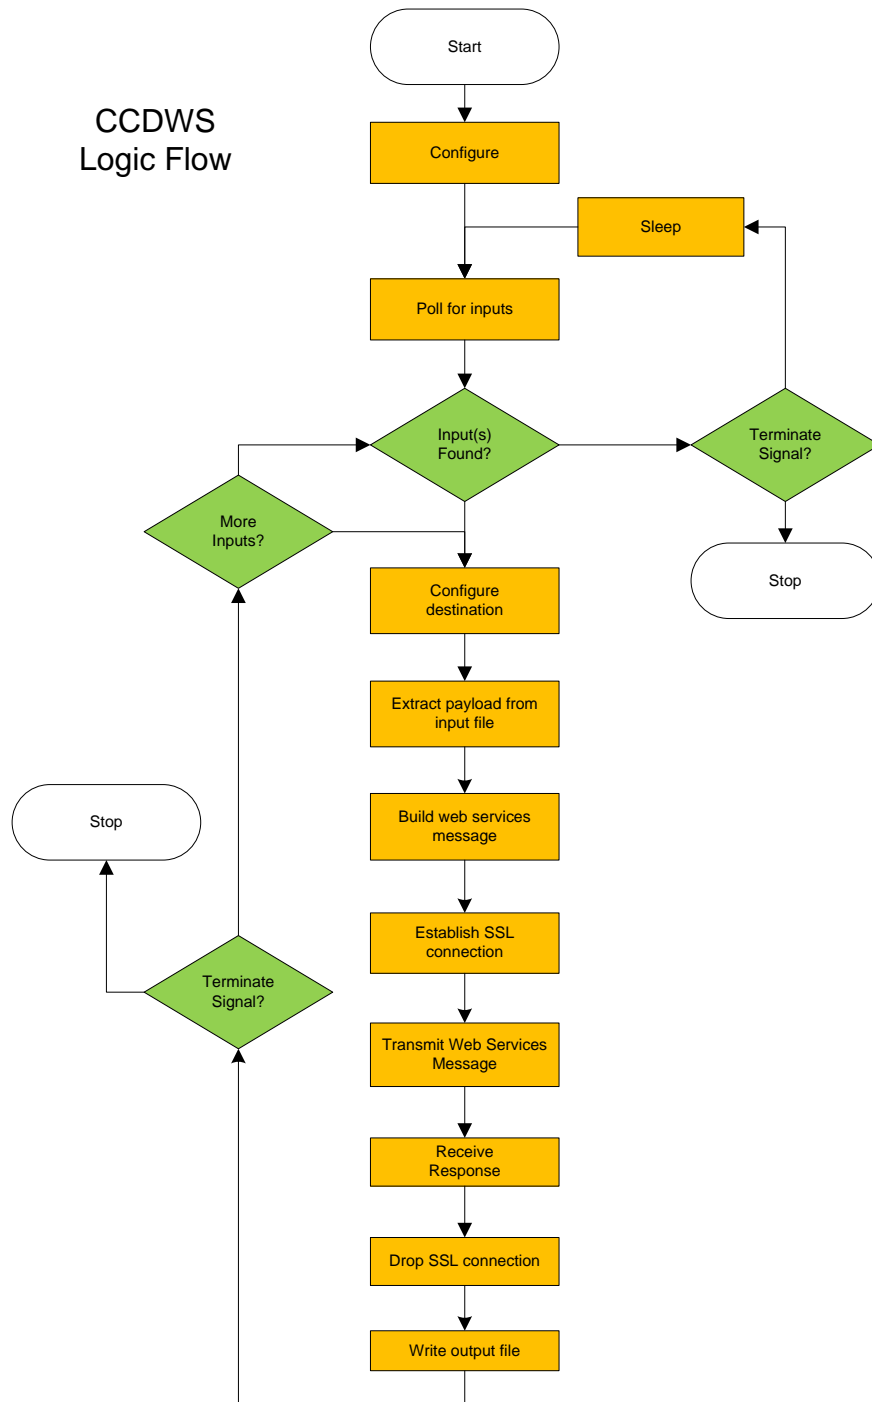 Start
CCDWS
Logic Flow
Configure
Sleep
Poll for inputs
Input(s)
Found?
Terminate
Signal?
More
Inputs?
Configure
destination
Stop
Extract payload from
input file
Build web services
message
Stop
Establish SSL
connection
Terminate
Signal?
Transmit Web Services
Message
Receive
Response
Drop SSL connection
Write output file